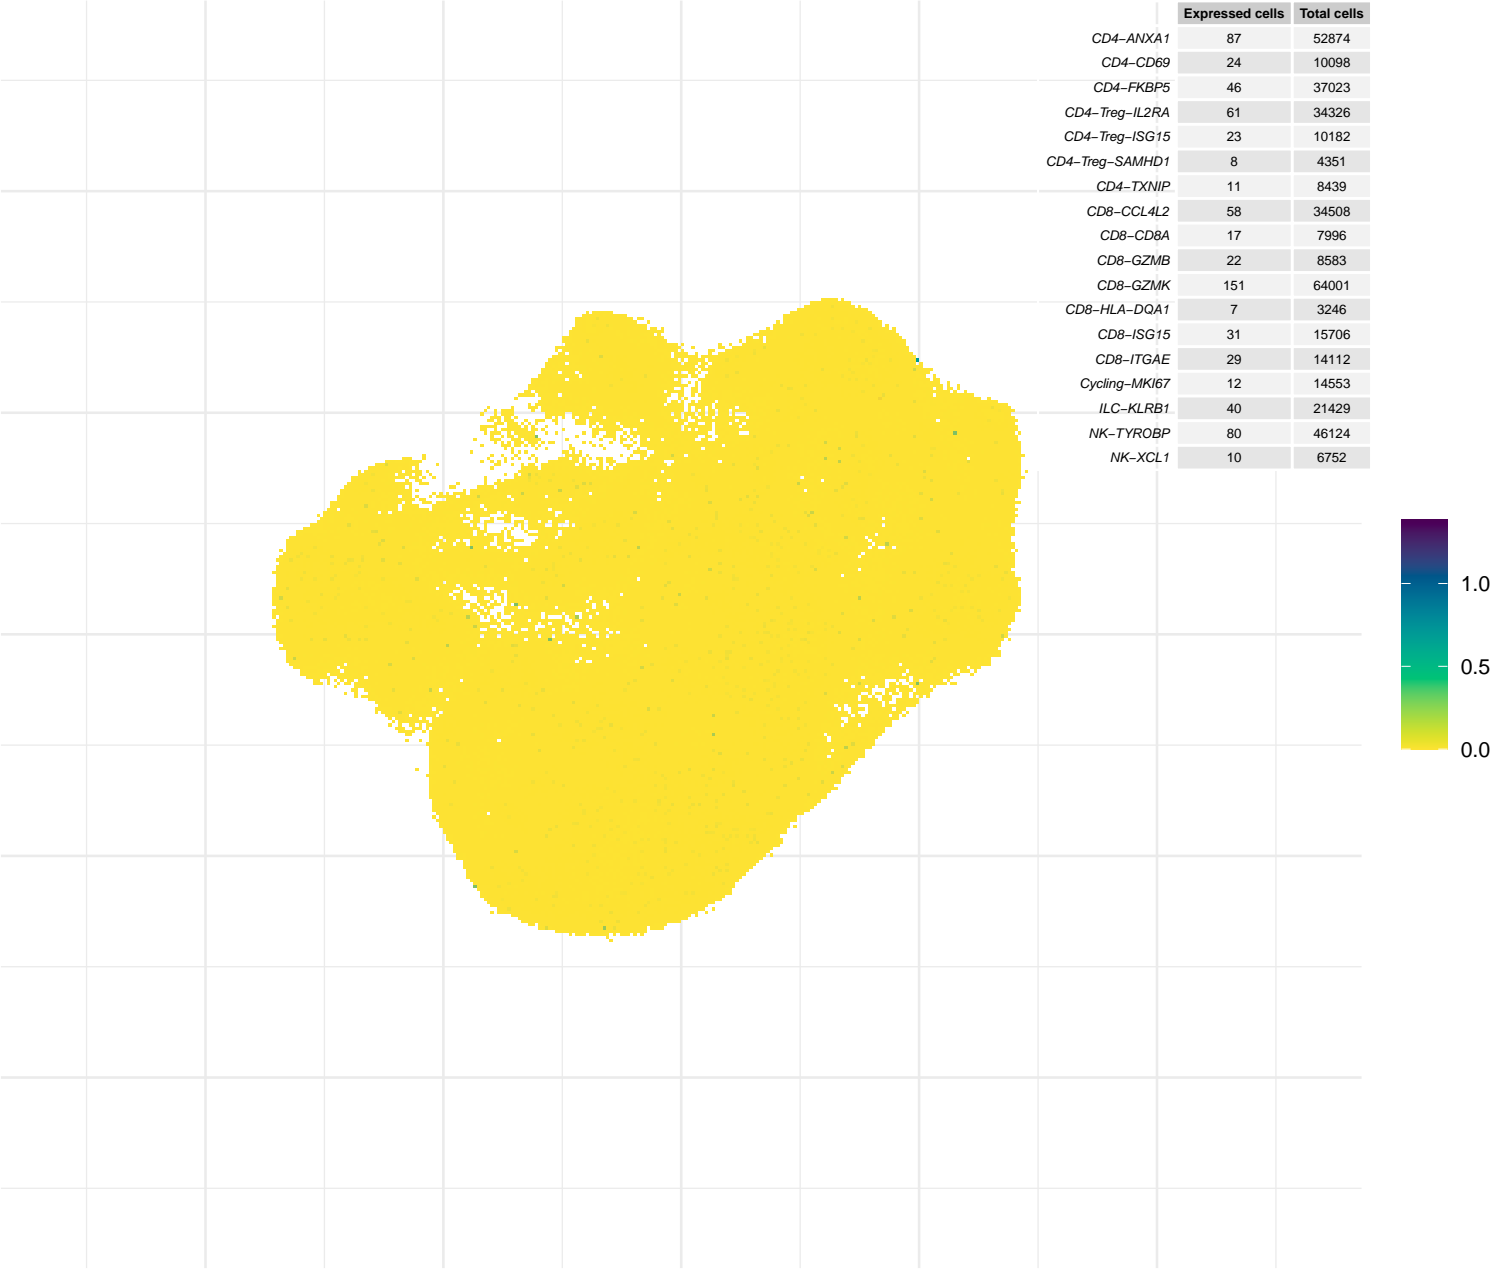 Expressed cells Total cells
CD4−ANXA1 87 52874
CD4−CD69 24 10098
CD4−FKBP5 46 37023
CD4−Treg−IL2RA 61 34326
CD4−Treg−ISG15 23 10182
CD4−Treg−SAMHD1 8 4351
CD4−TXNIP 11 8439
CD8−CCL4L2 58 34508
CD8−CD8A 17 7996
CD8−GZMB 22 8583
CD8−GZMK 151 64001
CD8−HLA−DQA1 7 3246
CD8−ISG15 31 15706
CD8−ITGAE 29 14112
Cycling−MKI67 12 14553
ILC−KLRB1 40 21429
NK−TYROBP 80 46124
NK−XCL1 10 6752
1.0
0.5
0.0